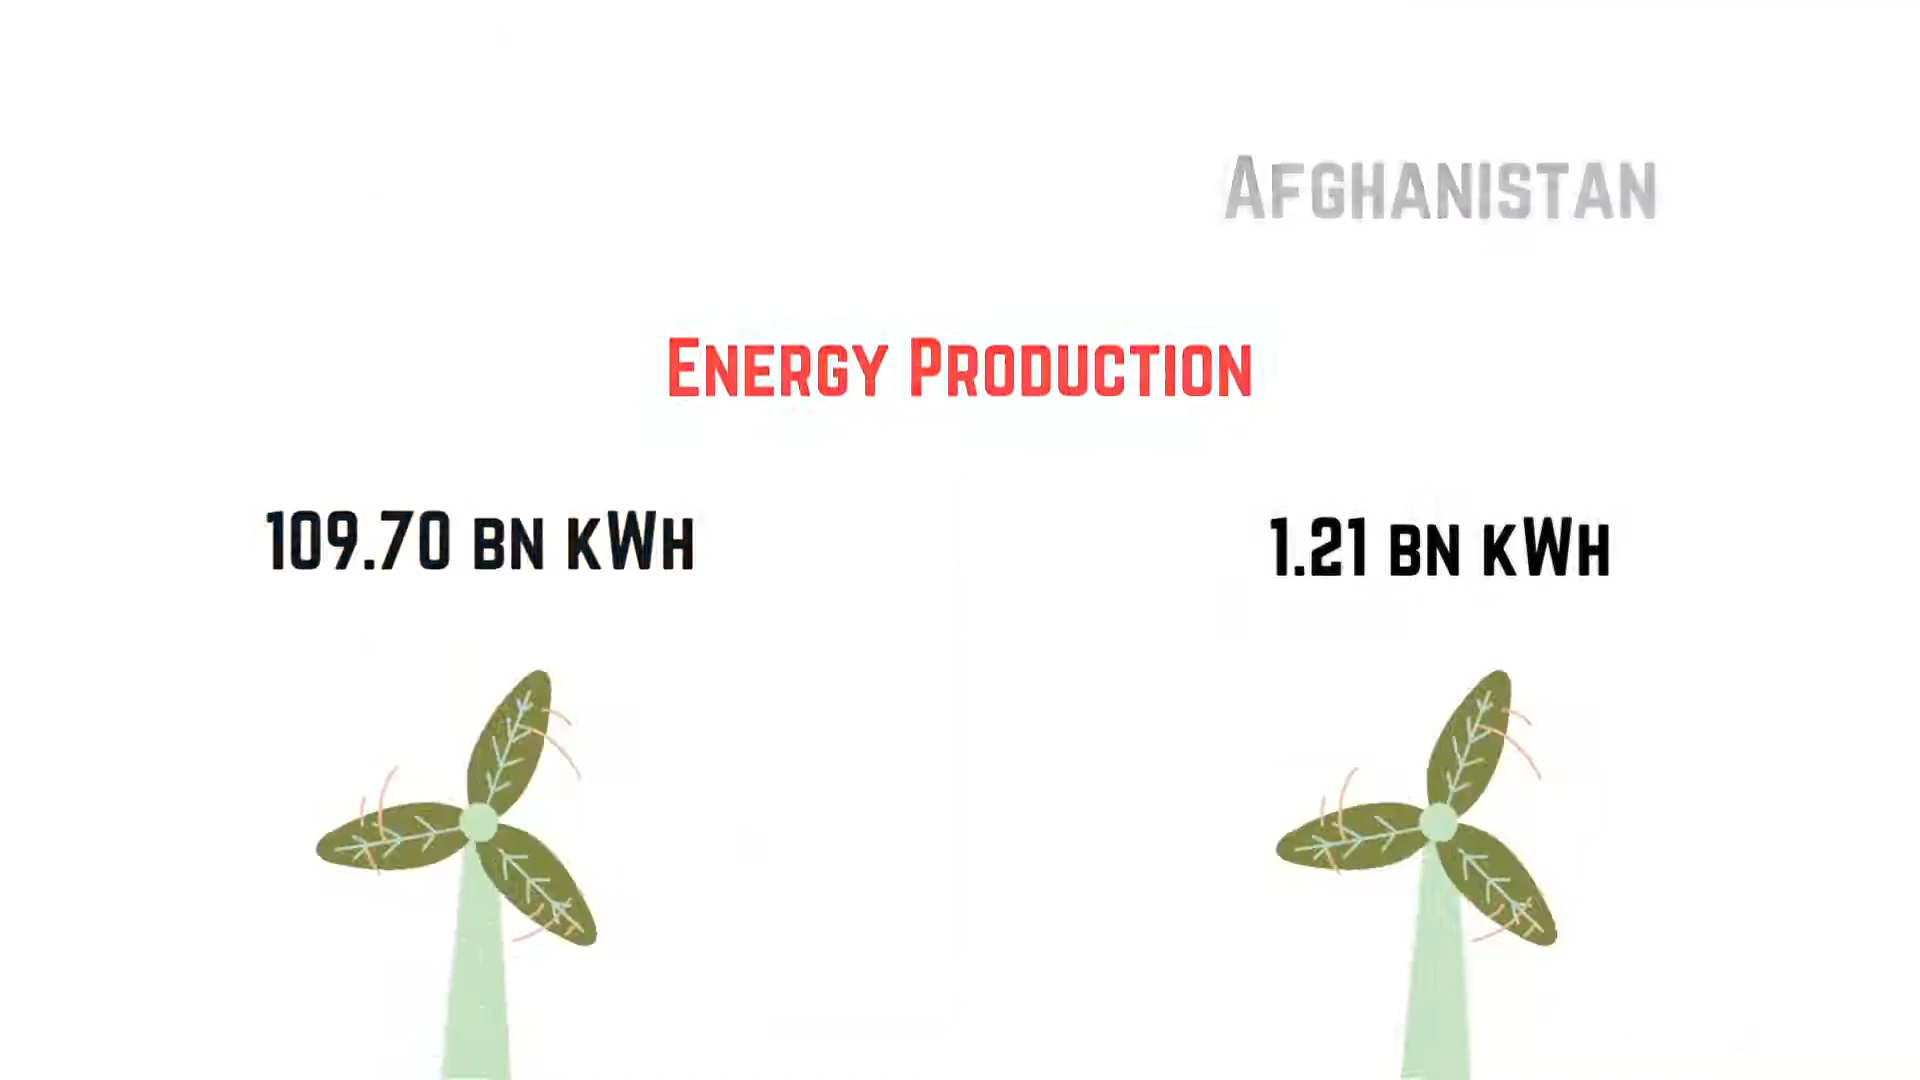 Afghanistan
Energy Production
109.70 bn kWh
1.21 bn kWh